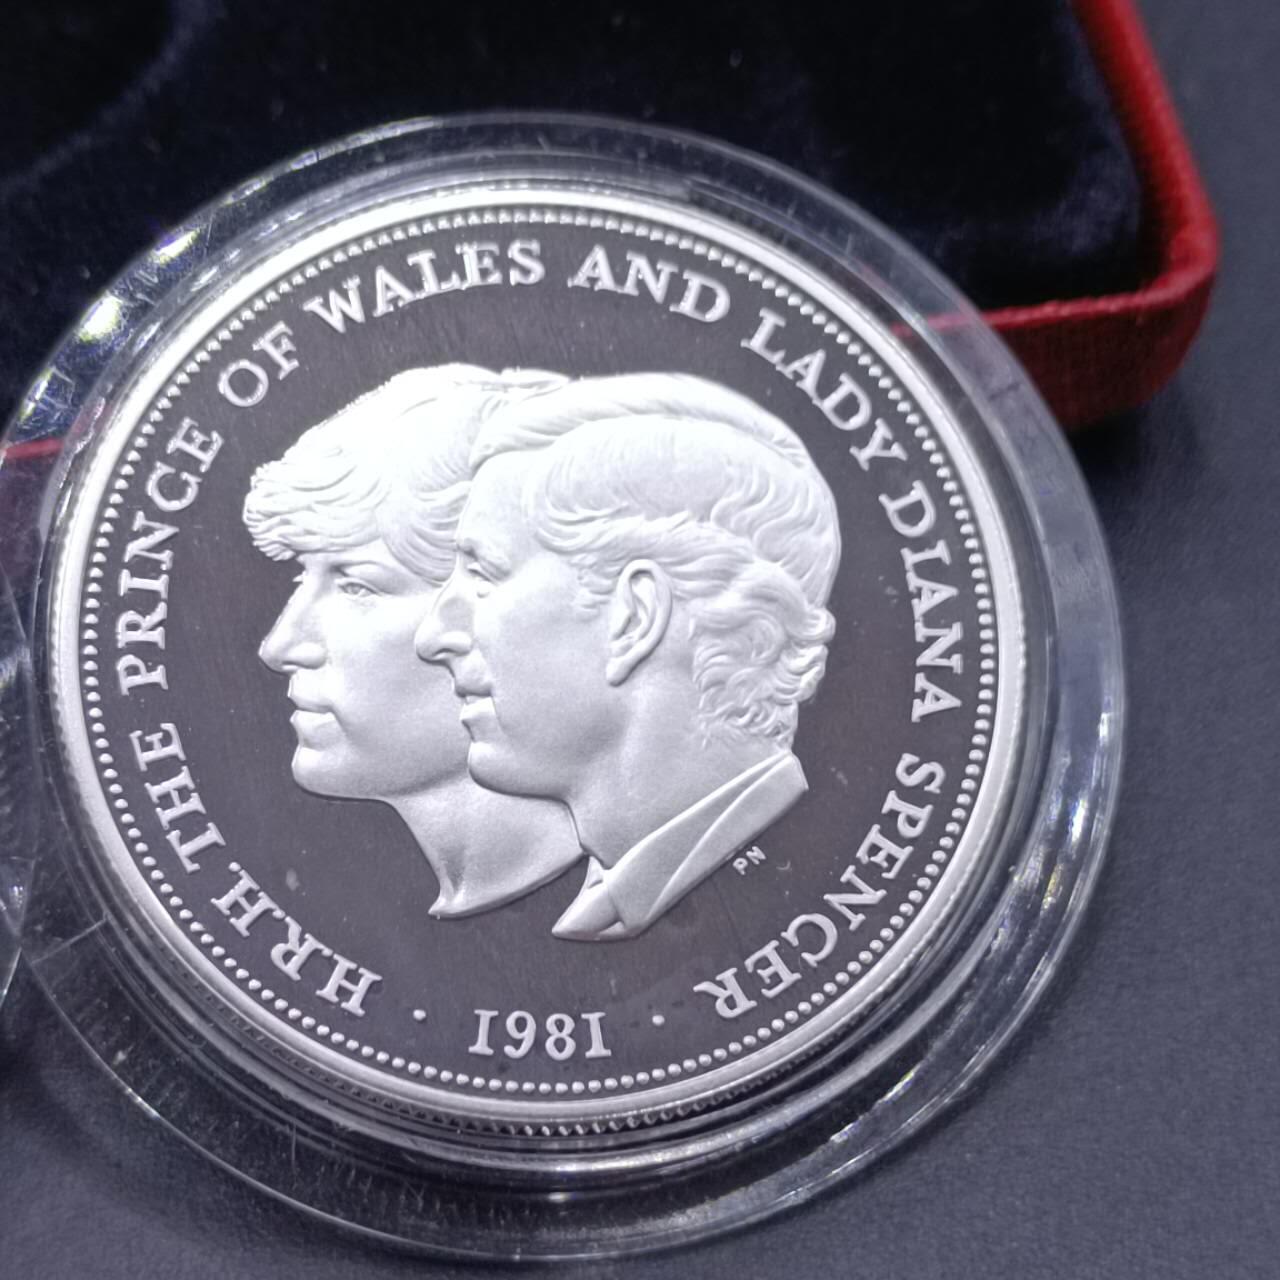 H.R.H. THE PRINCE OF WALES AND LADY DIANA SPENCER
· 1981 ·
PN